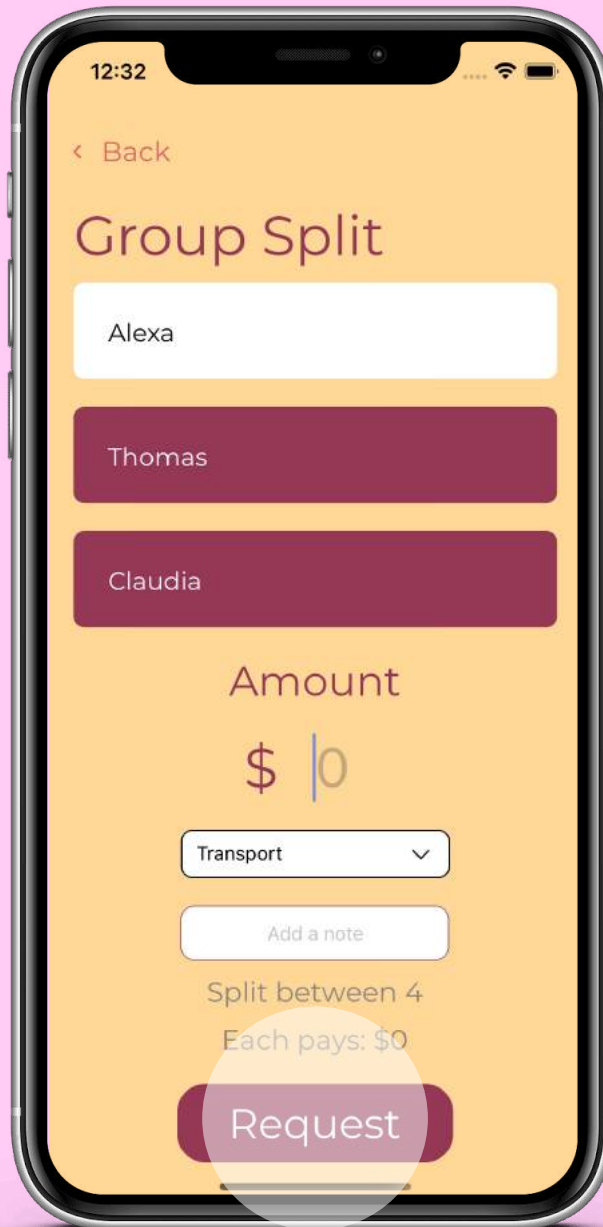 12:32
Back
Group Split
Alexa
Thomas
Claudia
Amount
$ 0
Transport
Add a note
Split between 4
Each pays: $0
Request